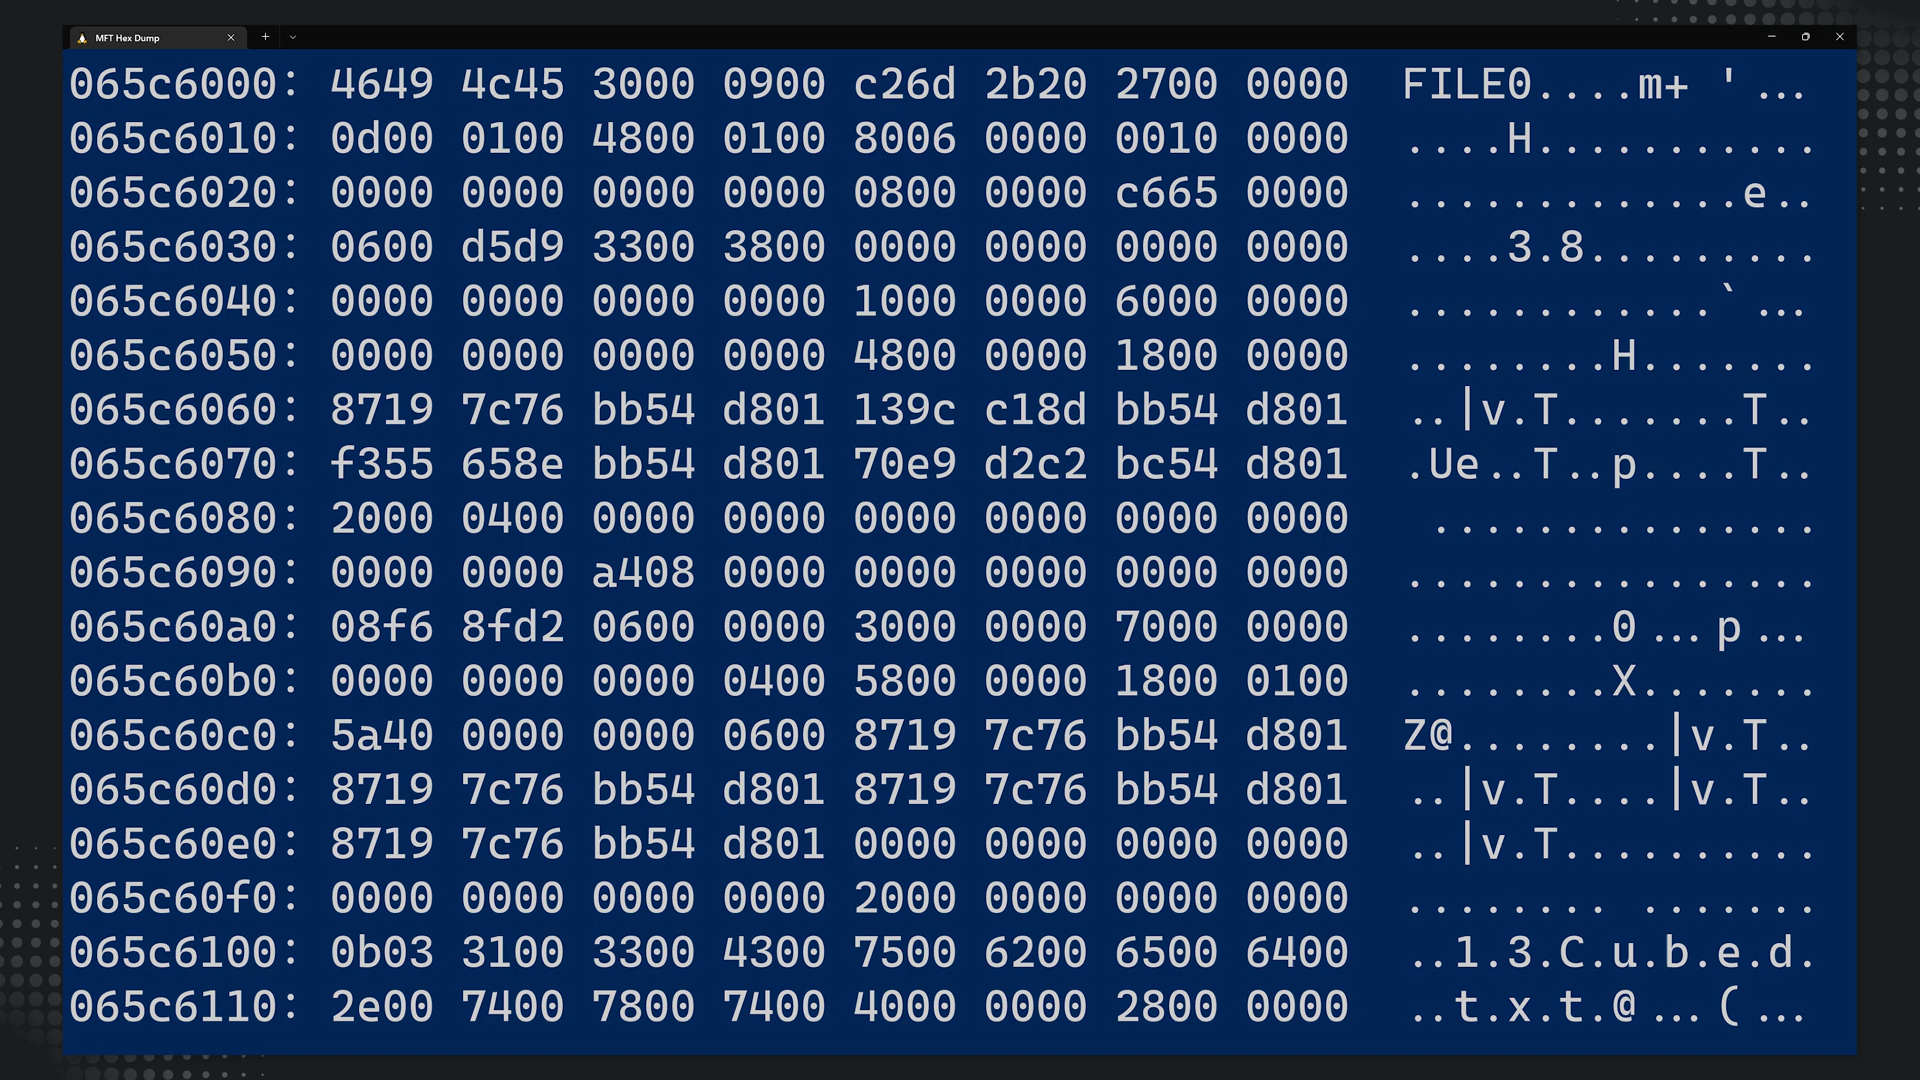 MFT Hex Dump
065c6000: 4649 4c45 3000 0900 c26d 2b20 2700 0000 FILE0....m+ '...
065c6010: 0d00 0100 4800 0100 8006 0000 0010 0000 ....H...........
065c6020: 0000 0000 0000 0000 0800 0000 c665 0000 .............e..
065c6030: 0600 d5d9 3300 3800 0000 0000 0000 0000 ....3.8.........
065c6040: 0000 0000 0000 0000 1000 0000 6000 0000 ............`...
065c6050: 0000 0000 0000 0000 4800 0000 1800 0000 ........H.......
065c6060: 8719 7c76 bb54 d801 139c c18d bb54 d801 ..|v.T.......T..
065c6070: f355 658e bb54 d801 70e9 d2c2 bc54 d801 .Ue..T..p....T..
065c6080: 2000 0400 0000 0000 0000 0000 0000 0000  ...............
065c6090: 0000 0000 a408 0000 0000 0000 0000 0000 ................
065c60a0: 08f6 8fd2 0600 0000 3000 0000 7000 0000 ........0...p...
065c60b0: 0000 0000 0000 0400 5800 0000 1800 0100 ........X.......
065c60c0: 5a40 0000 0000 0600 8719 7c76 bb54 d801 Z@........|v.T..
065c60d0: 8719 7c76 bb54 d801 8719 7c76 bb54 d801 ..|v.T....|v.T..
065c60e0: 8719 7c76 bb54 d801 0000 0000 0000 0000 ..|v.T..........
065c60f0: 0000 0000 0000 0000 2000 0000 0000 0000 ........ .......
065c6100: 0b03 3100 3300 4300 7500 6200 6500 6400 ..1.3.C.u.b.e.d.
065c6110: 2e00 7400 7800 7400 4000 0000 2800 0000 ..t.x.t.@...(...